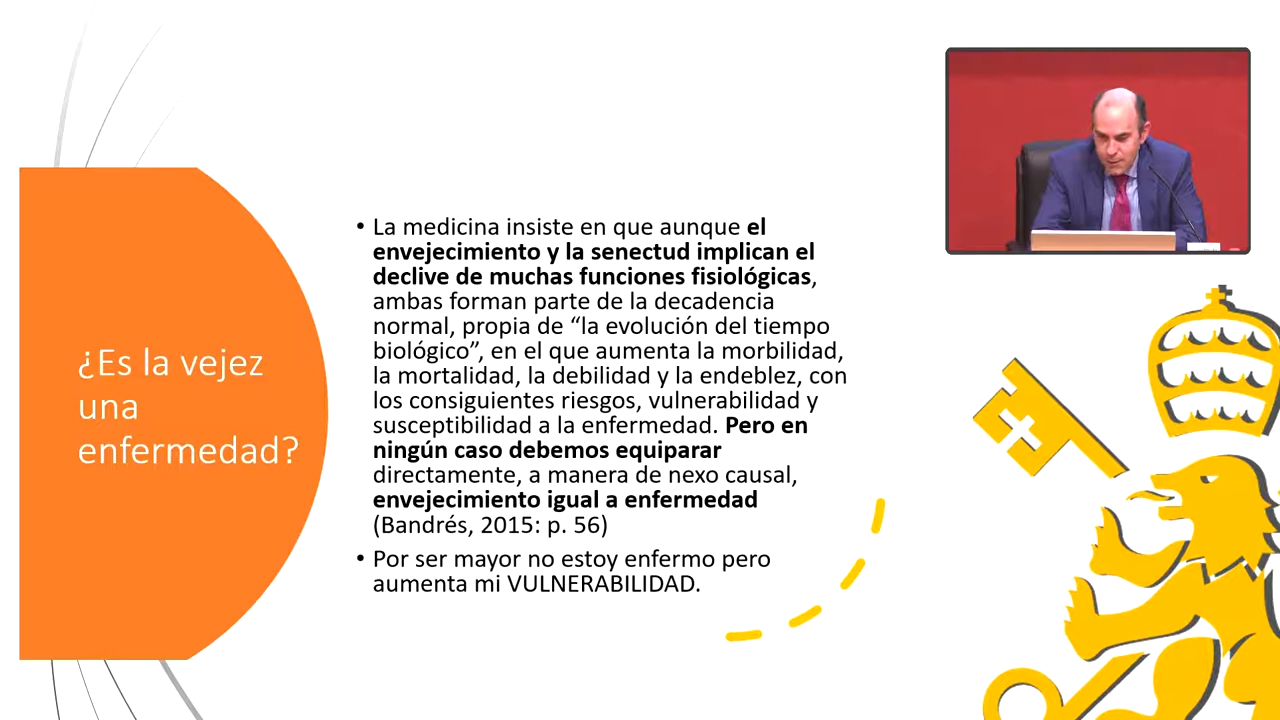 ¿Es la vejez
una
enfermedad?
• La medicina insiste en que aunque el
envejecimiento y la senectud implican el
declive de muchas funciones fisiológicas,
ambas forman parte de la decadencia
normal, propia de “la evolución del tiempo
biológico”, en el que aumenta la morbilidad,
la mortalidad, la debilidad y la endeblez, con
los consiguientes riesgos, vulnerabilidad y
susceptibilidad a la enfermedad. Pero en
ningún caso debemos equiparar
directamente, a manera de nexo causal,
envejecimiento igual a enfermedad
(Bandrés, 2015: p. 56)
• Por ser mayor no estoy enfermo pero
aumenta mi VULNERABILIDAD.